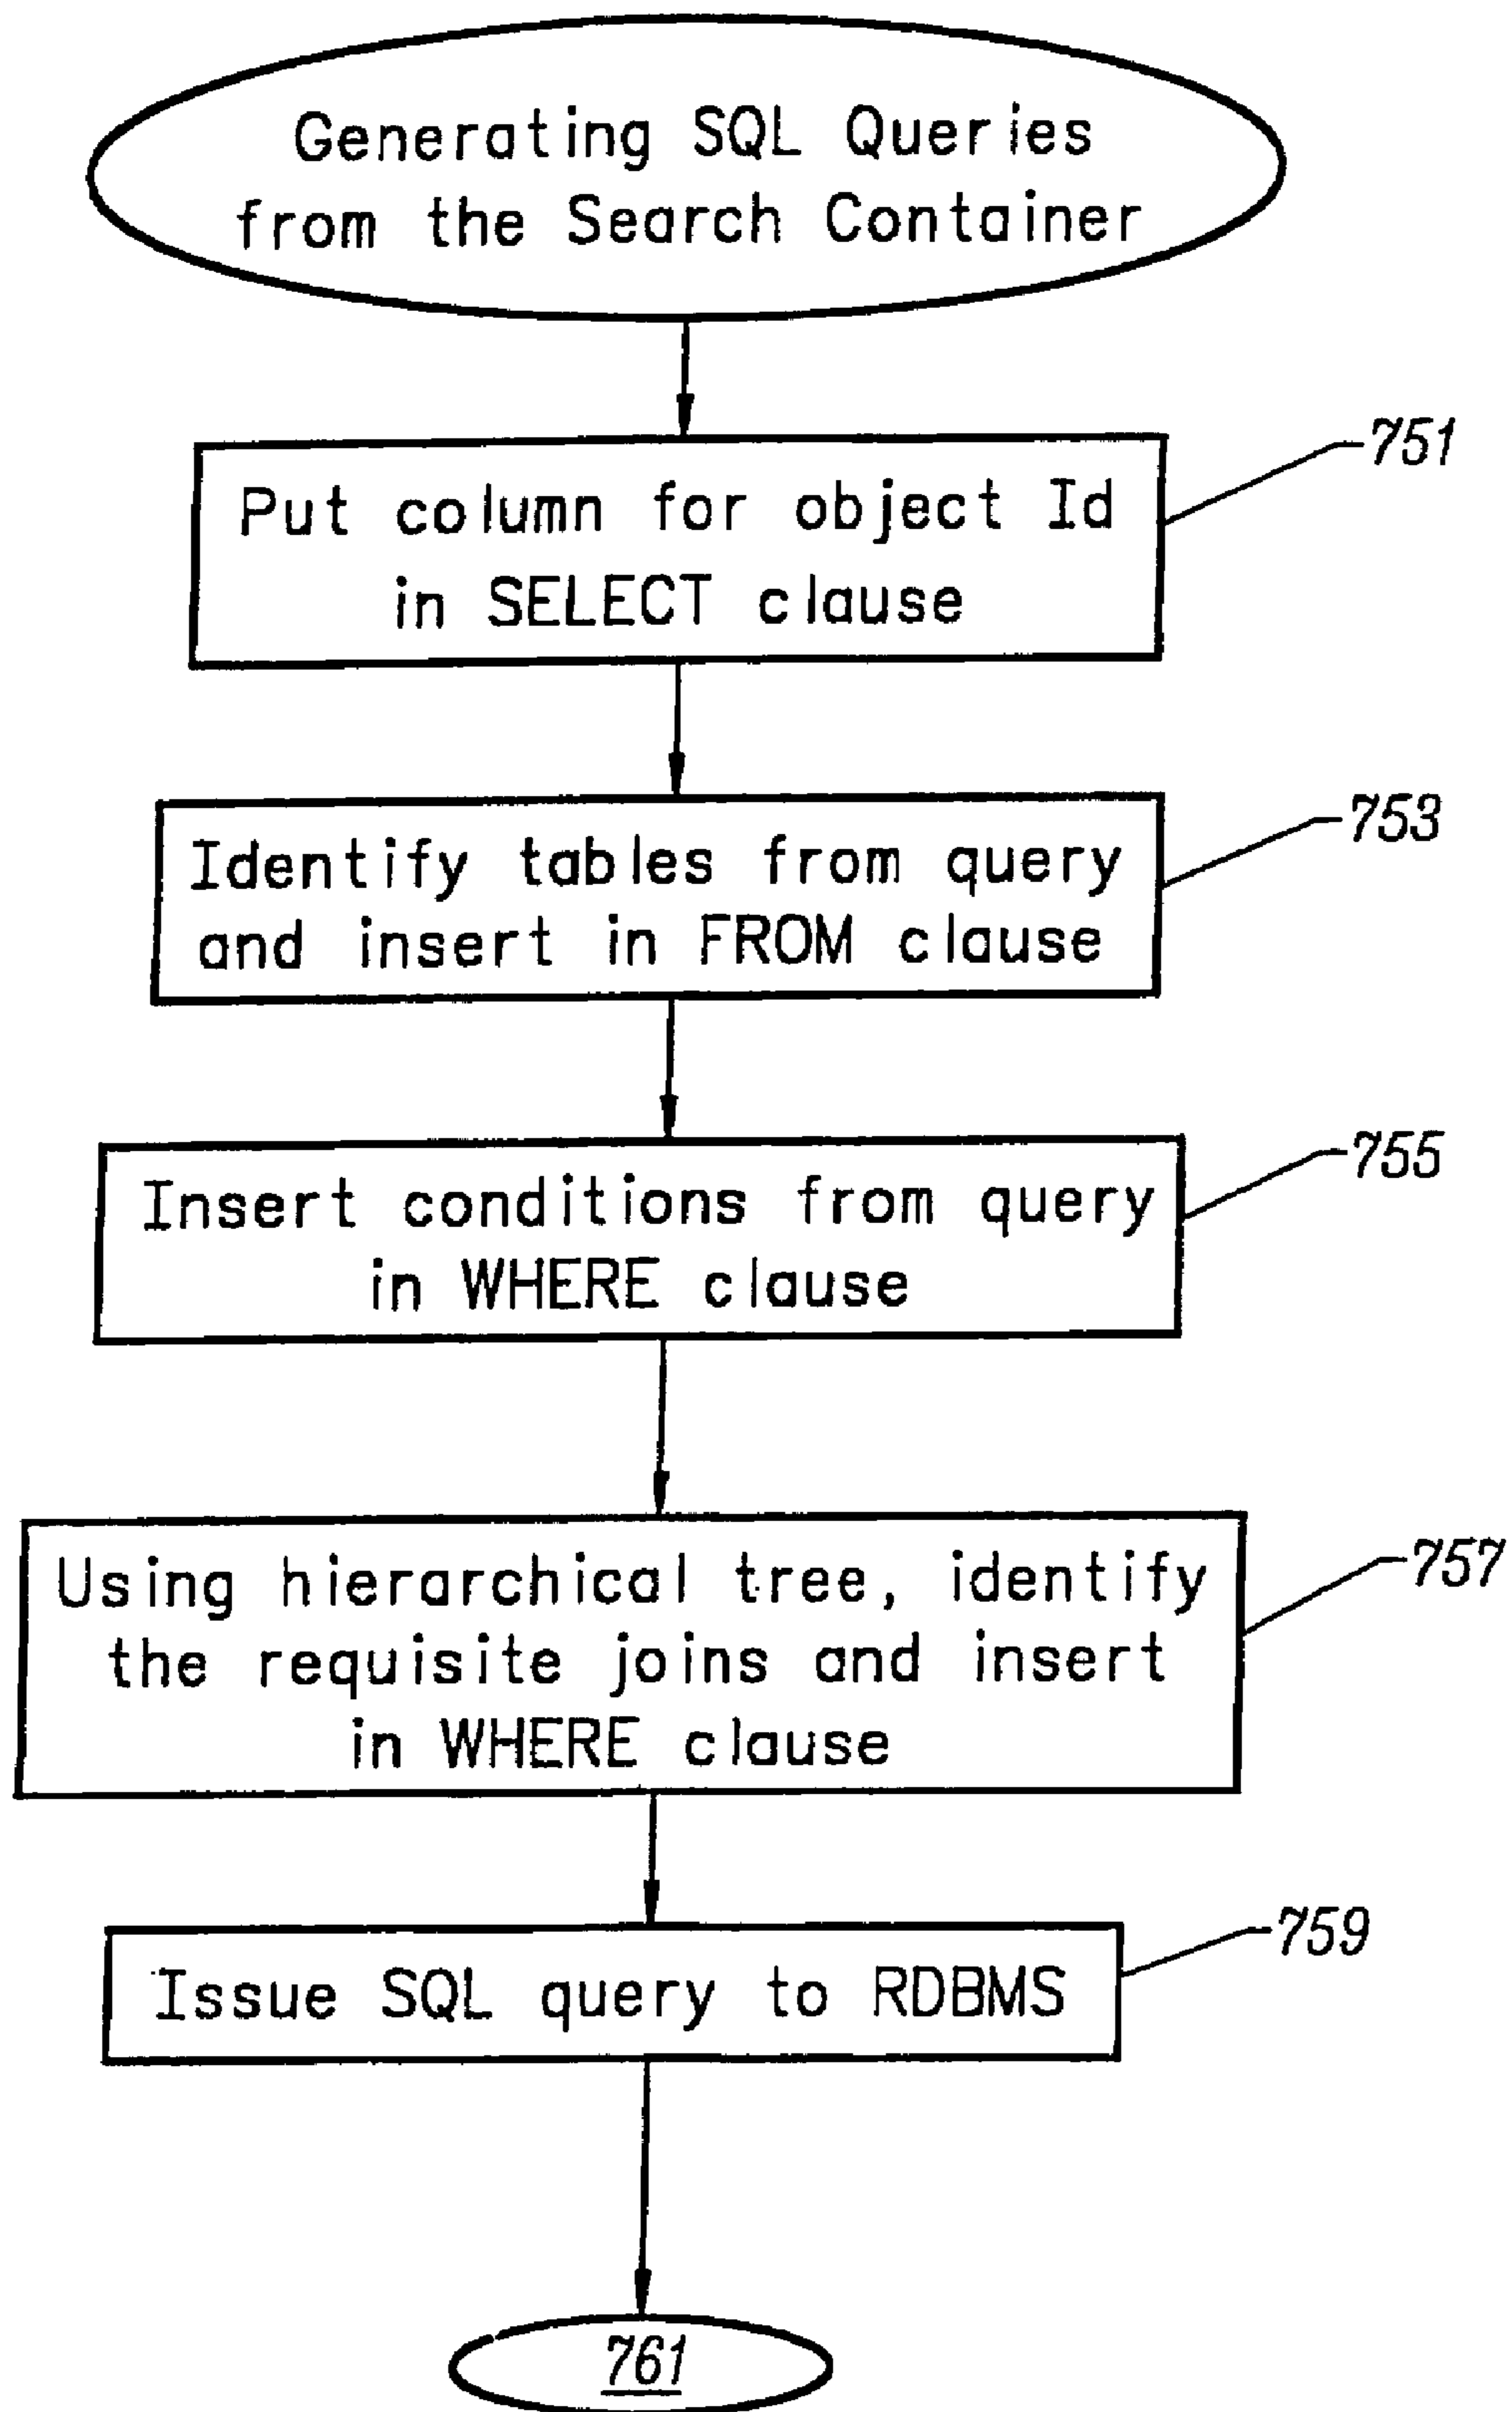 Generating SQL Queries
from the Search Container
751
Put column for object Id
in SELECT clause
753
Identify tables from query
and insert in FROM clause
755
Insert conditions from query
in WHERE clause
757
Using hierarchical tree, identify
the requisite joins and insert
in WHERE clause
759
Issue SQL query to RDBMS
761